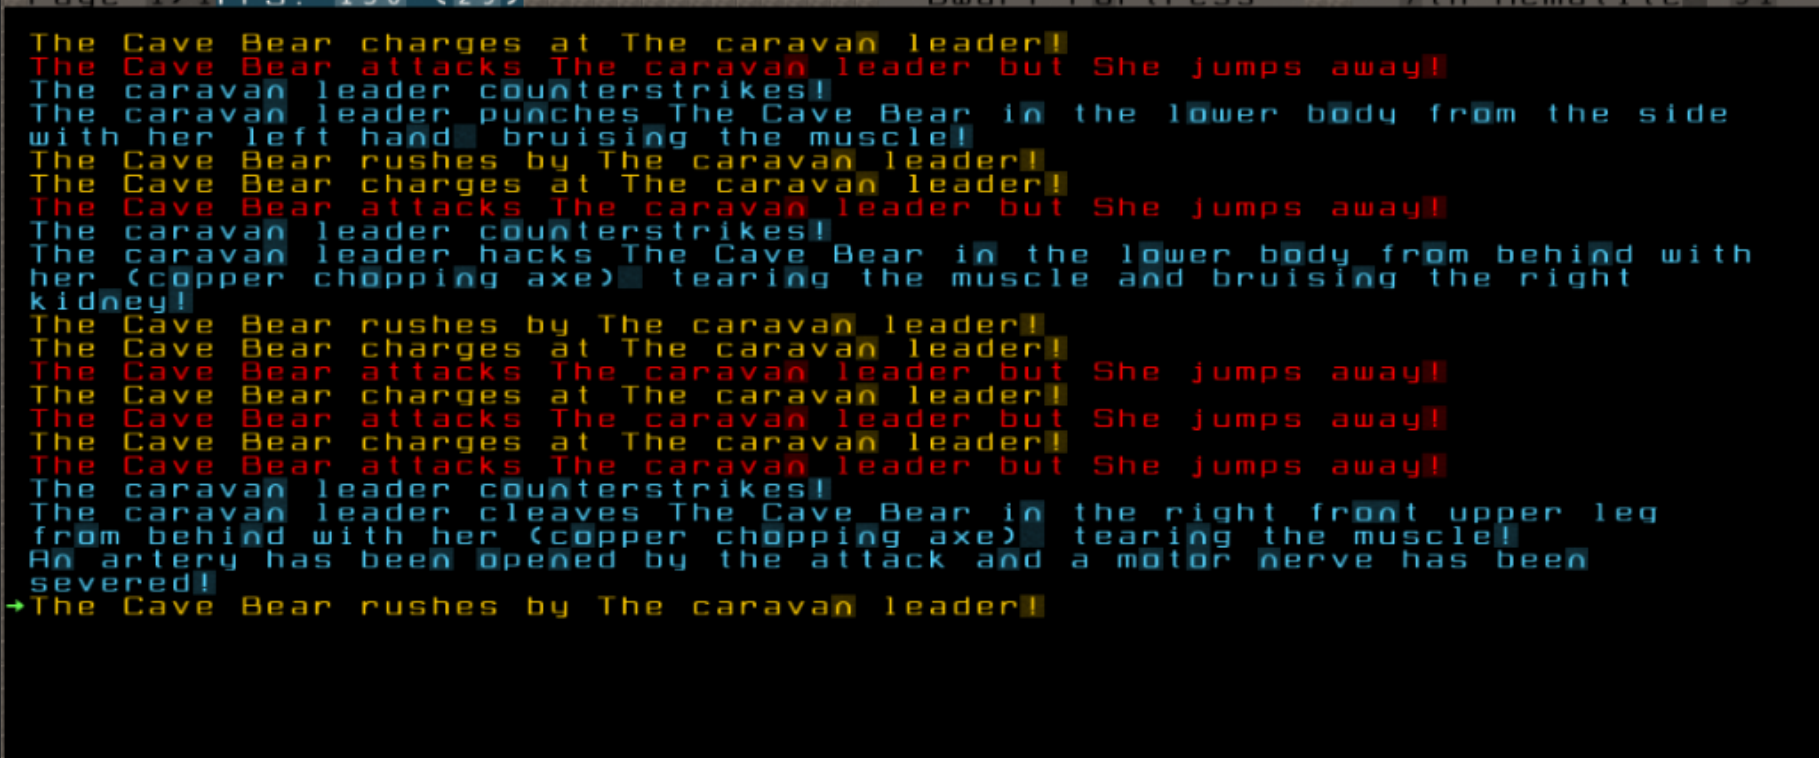 The Cave Bear charges at The caravan leader!
The Cave Bear attacks The caravan leader but She jumps away!
The caravan leader counterstrikes!
The caravan leader punches The Cave Bear in the lower body from the side
with her left hand bruising the muscle!
The Cave Bear rushes by The caravan leader!
The Cave Bear charges at The caravan leader!
The Cave Bear attacks The caravan leader but She jumps away!
The caravan leader counterstrikes!
The caravan leader hacks The Cave Bear in the lower body from behind with
her (copper chopping axe) tearing the muscle and bruising the right
kidney!
The Cave Bear rushes by The caravan leader!
The Cave Bear charges at The caravan leader!
The Cave Bear attacks The caravan leader but She jumps away!
The Cave Bear charges at The caravan leader!
The Cave Bear attacks The caravan leader but She jumps away!
The Cave Bear charges at The caravan leader!
The Cave Bear attacks The caravan leader but She jumps away!
The caravan leader counterstrikes!
The caravan leader cleaves The Cave Bear in the right front upper leg
from behind with her (copper chopping axe) tearing the muscle!
An artery has been opened by the attack and a motor nerve has been
severed!
The Cave Bear rushes by The caravan leader!